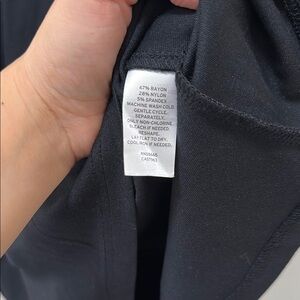 47% RAYON
28% NYLON
5% SPANDEX
MACHINE WASH COLD
GENTLE CYCLE.
SEPARATELY.
ONLY NON-CHLORINE
BLEACH IF NEEDED.
RESHAPE.
LAY FLAT TO DRY.
COOL IRON IF NEEDED.